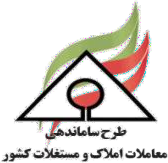 طرح ساماندهی
معاملات املاک و مستغلات کشور